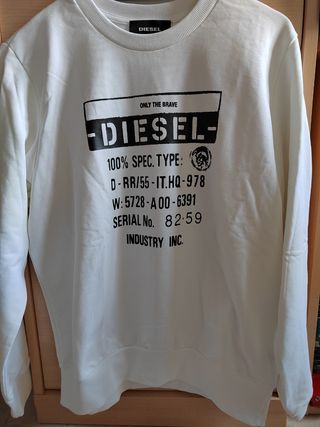 DIESEL
ONLY THE BRAVE
-DIESEL-
100% SPEC. TYPE:
D-RR/55-IT.HQ-978
W:5728-A00-6391
SERIAL No. 82-59
INDUSTRY INC.